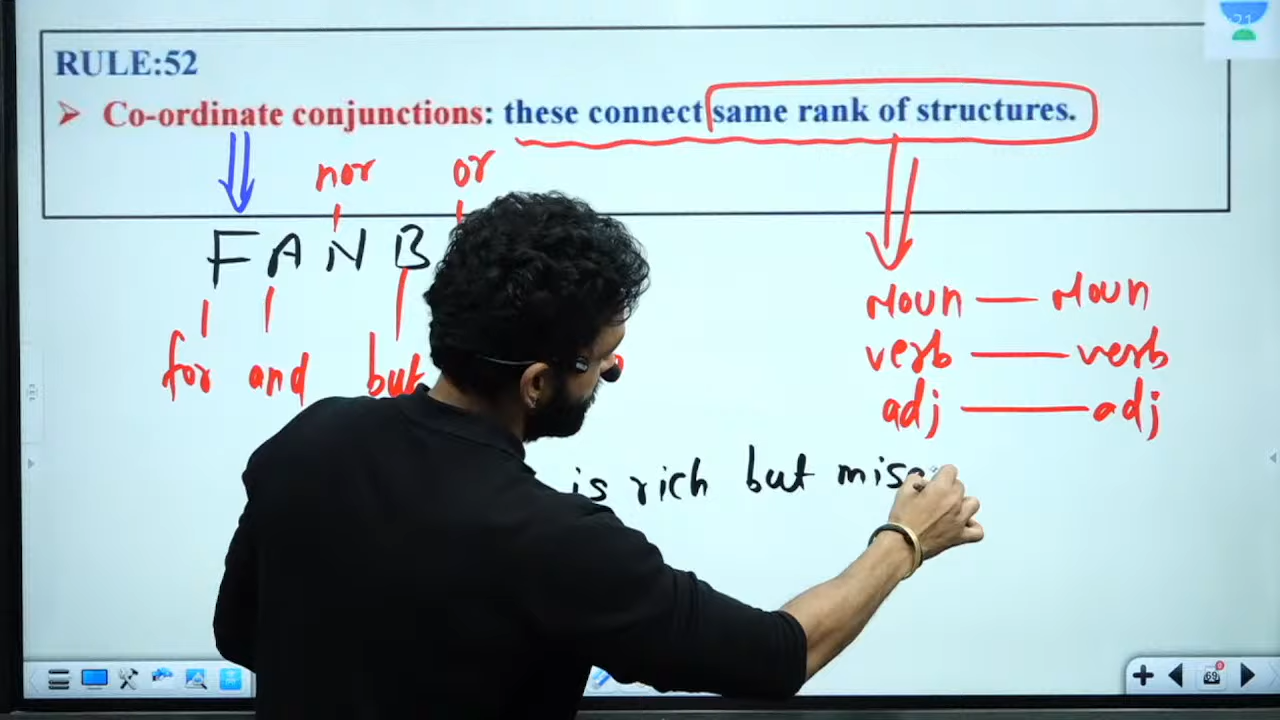 RULE:52
➤ Co-ordinate conjunctions: these connect same rank of structures.
nor or
F A N B
for and but
Noun — Noun
verb — verb
adj — adj
is rich but